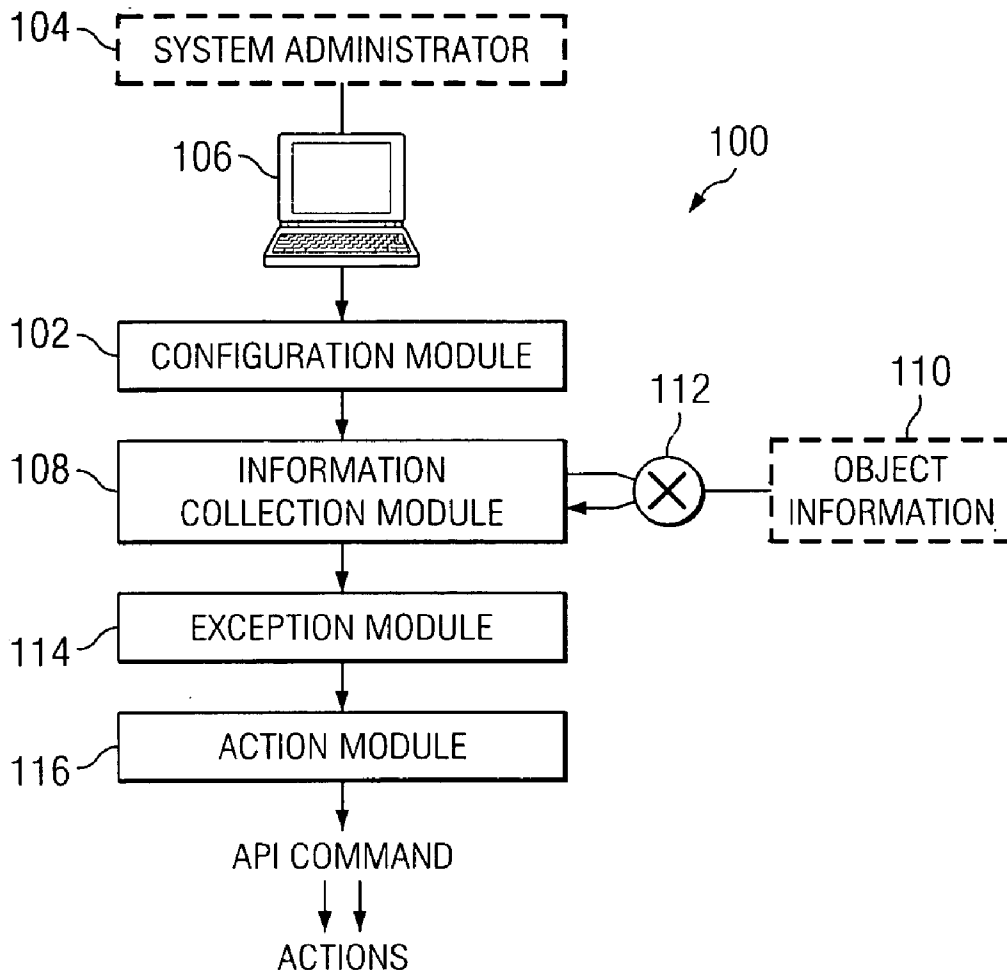 104
SYSTEM ADMINISTRATOR
106
100
102
CONFIGURATION MODULE
112
110
108
INFORMATION
COLLECTION MODULE
OBJECT
INFORMATION
114
EXCEPTION MODULE
116
ACTION MODULE
API COMMAND
ACTIONS